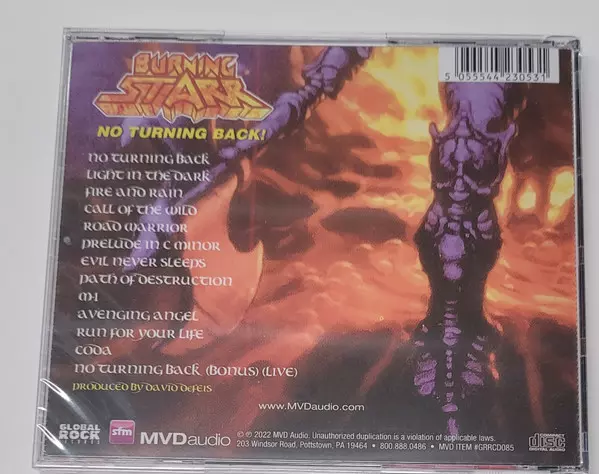 BURNING
STARR
5 055544 230531
NO TURNING BACK!
NO TURNING BACK
LIGHT IN THE DARK
FIRE AND RAIN
CALL OF THE WILD
ROAD WARRIOR
PRELUDE IN C MINOR
EVIL NEVER SLEEPS
PATH OF DESTRUCTION
M-1
AVENGING ANGEL
RUN FOR YOUR LIFE
CODA
NO TURNING BACK (BONUS) (LIVE)
PRODUCED BY DAVID DEFEIS
www.MVDaudio.com
GLOBAL
ROCK
RECORDS
sfm
MVDaudio
© ℗ 2022 MVD Audio. Unauthorized duplication is a violation of applicable laws.
203 Windsor Road, Pottstown, PA 19464 • 800.888.0486 • MVD ITEM #GRRCD085
COMPACT
disc
DIGITAL AUDIO